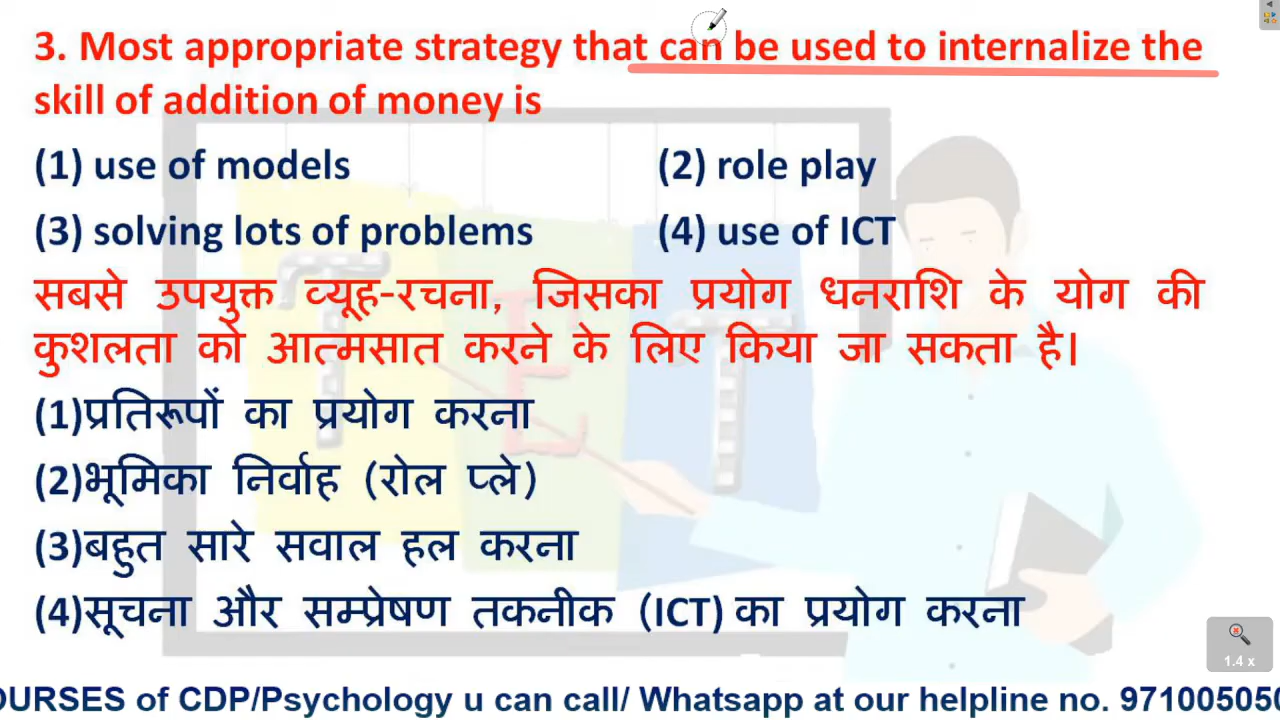 3. Most appropriate strategy that can be used to internalize the
skill of addition of money is
(1) use of models (2) role play
(3) solving lots of problems (4) use of ICT
सबसे उपयुक्त व्यूह-रचना, जिसका प्रयोग धनराशि के योग की
कुशलता को आत्मसात करने के लिए किया जा सकता है।
(1)प्रतिरूपों का प्रयोग करना
(2)भूमिका निर्वाह (रोल प्ले)
(3)बहुत सारे सवाल हल करना
(4)सूचना और सम्प्रेषण तकनीक (ICT) का प्रयोग करना
1.4 x
OURSES of CDP/Psychology u can call/ Whatsapp at our helpline no. 971005050
TET